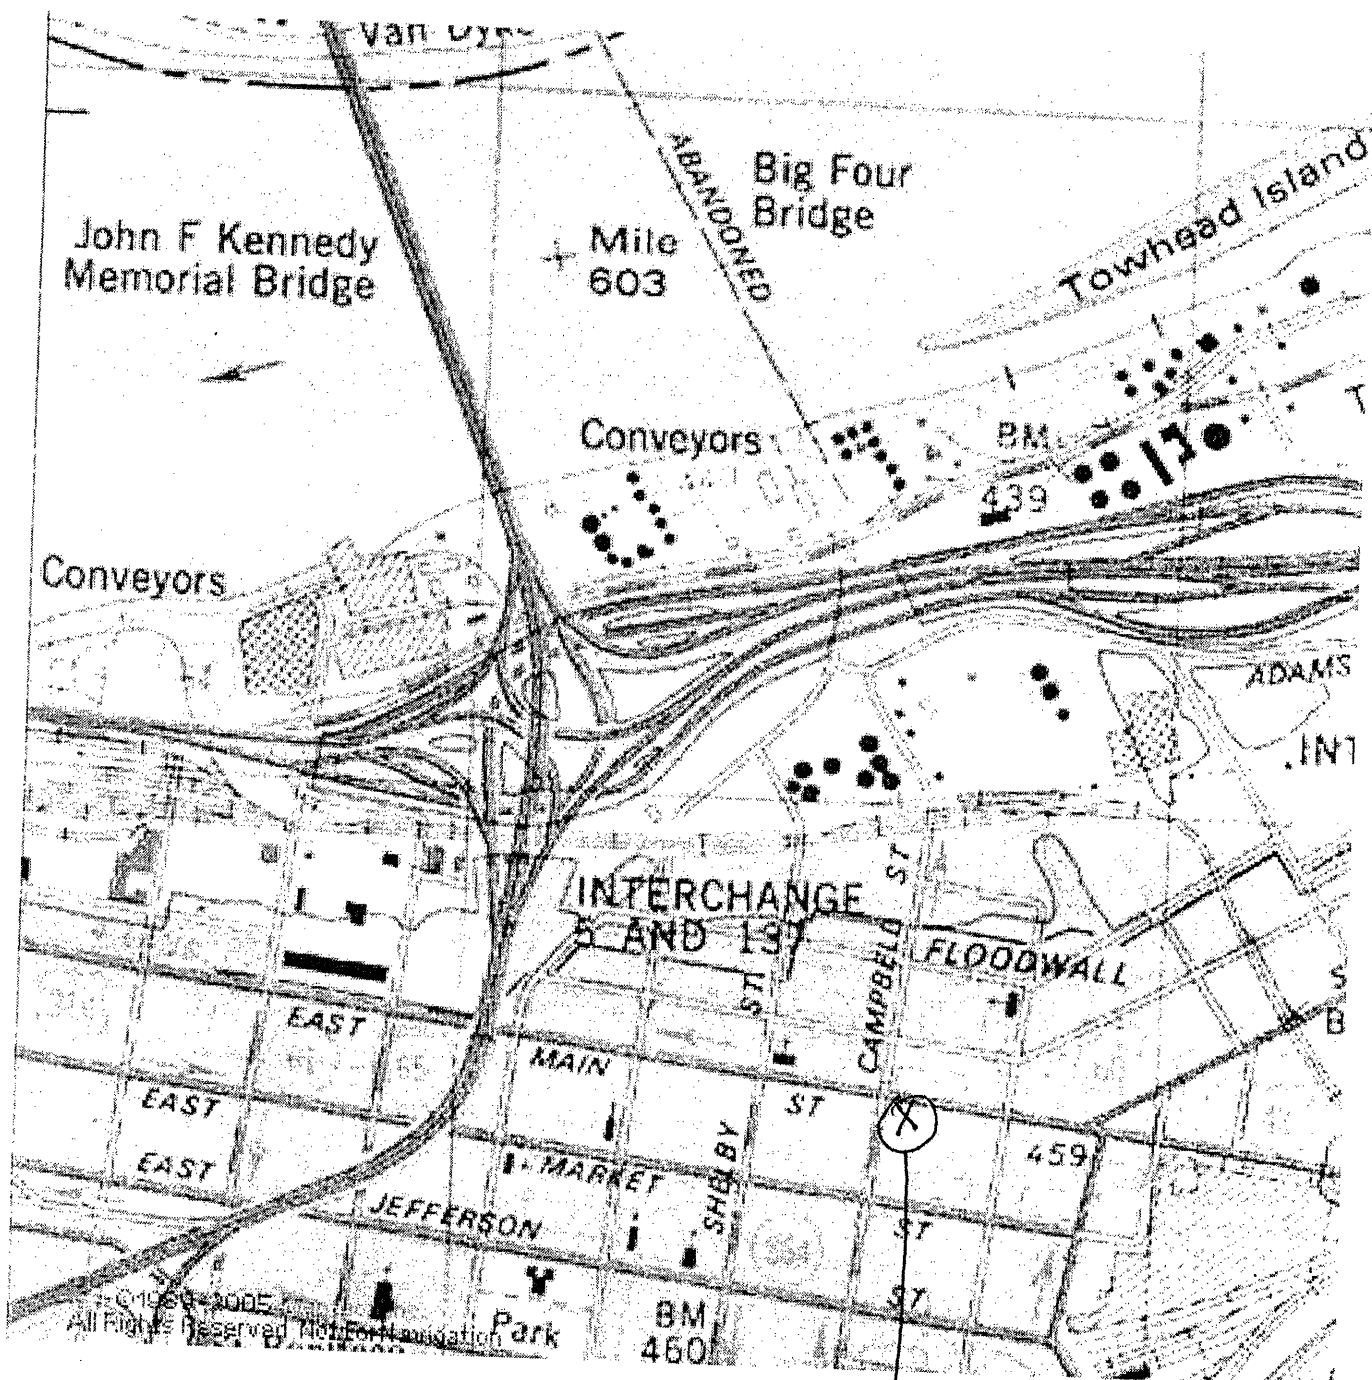 Van Dyke
ABANDONED
Big Four
Bridge
Towhead Island
John F Kennedy
Memorial Bridge
Mile
603
Conveyors
BM
439
T
Conveyors
ADAMS
INT
INTERCHANGE
5 AND 137
ST
CAMPBELL
FLOODWALL
ST
S
B
EAST
MAIN
ST
X
EAST
SHELBY
459
EAST
MARKET
ST
JEFFERSON
ST
©1999-2005
All Rights Reserved. Not For Navigation
Park
BM
460